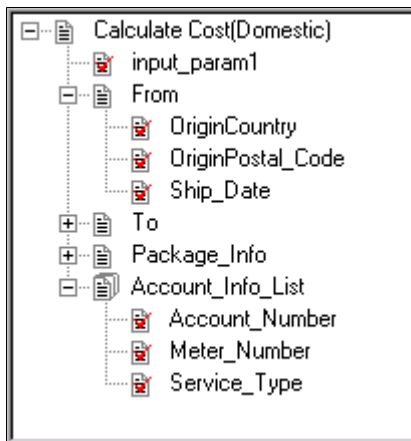 Calculate Cost(Domestic)
input_param1
From
OriginCountry
OriginPostal_Code
Ship_Date
To
Package_Info
Account_Info_List
Account_Number
Meter_Number
Service_Type